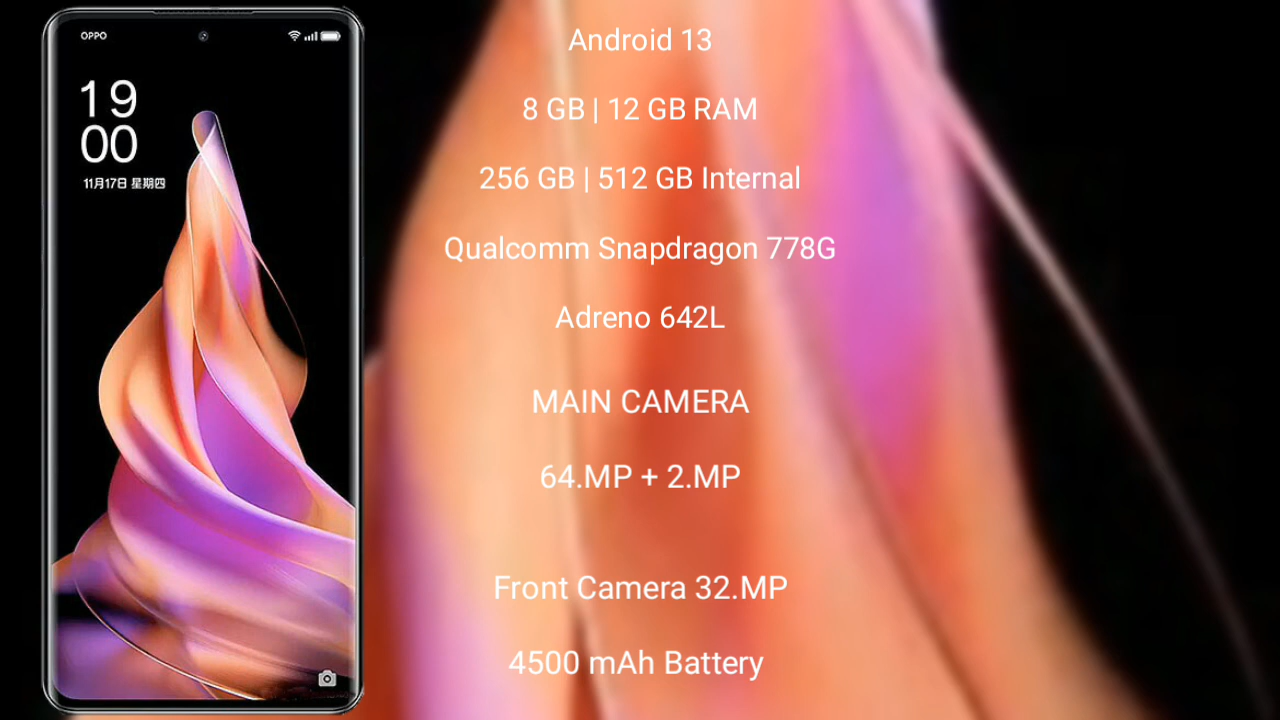 OPPO
19
00
11月17日 星期四
Android 13
8 GB | 12 GB RAM
256 GB | 512 GB Internal
Qualcomm Snapdragon 778G
Adreno 642L
MAIN CAMERA
64.MP + 2.MP
Front Camera 32.MP
4500 mAh Battery